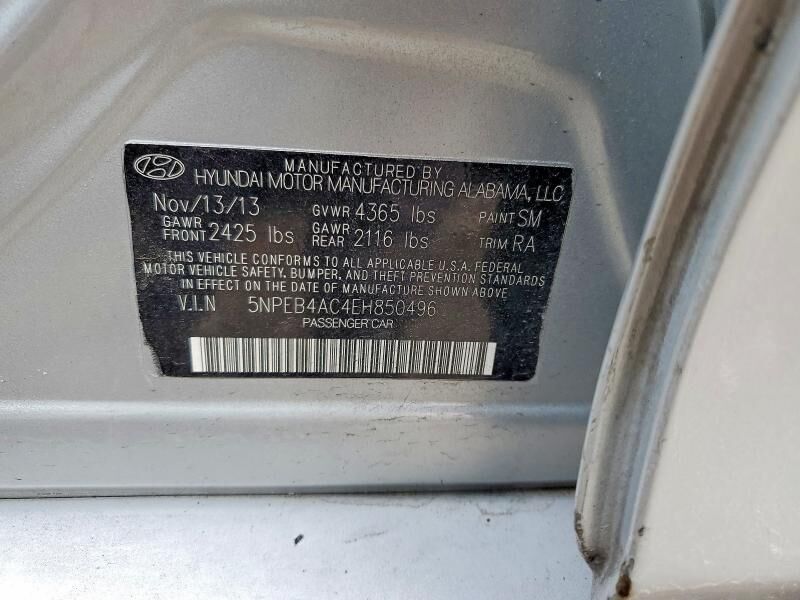 MANUFACTURED BY
HYUNDAI MOTOR MANUFACTURING ALABAMA, LLC
Nov/13/13 GVWR 4365 lbs PAINT SM
GAWR FRONT 2425 lbs GAWR REAR 2116 lbs TRIM RA
THIS VEHICLE CONFORMS TO ALL APPLICABLE U.S.A. FEDERAL
MOTOR VEHICLE SAFETY, BUMPER, AND THEFT PREVENTION STANDARDS
IN EFFECT ON THE DATE OF MANUFACTURE SHOWN ABOVE.
V.I.N 5NPEB4AC4EH850496
PASSENGER CAR